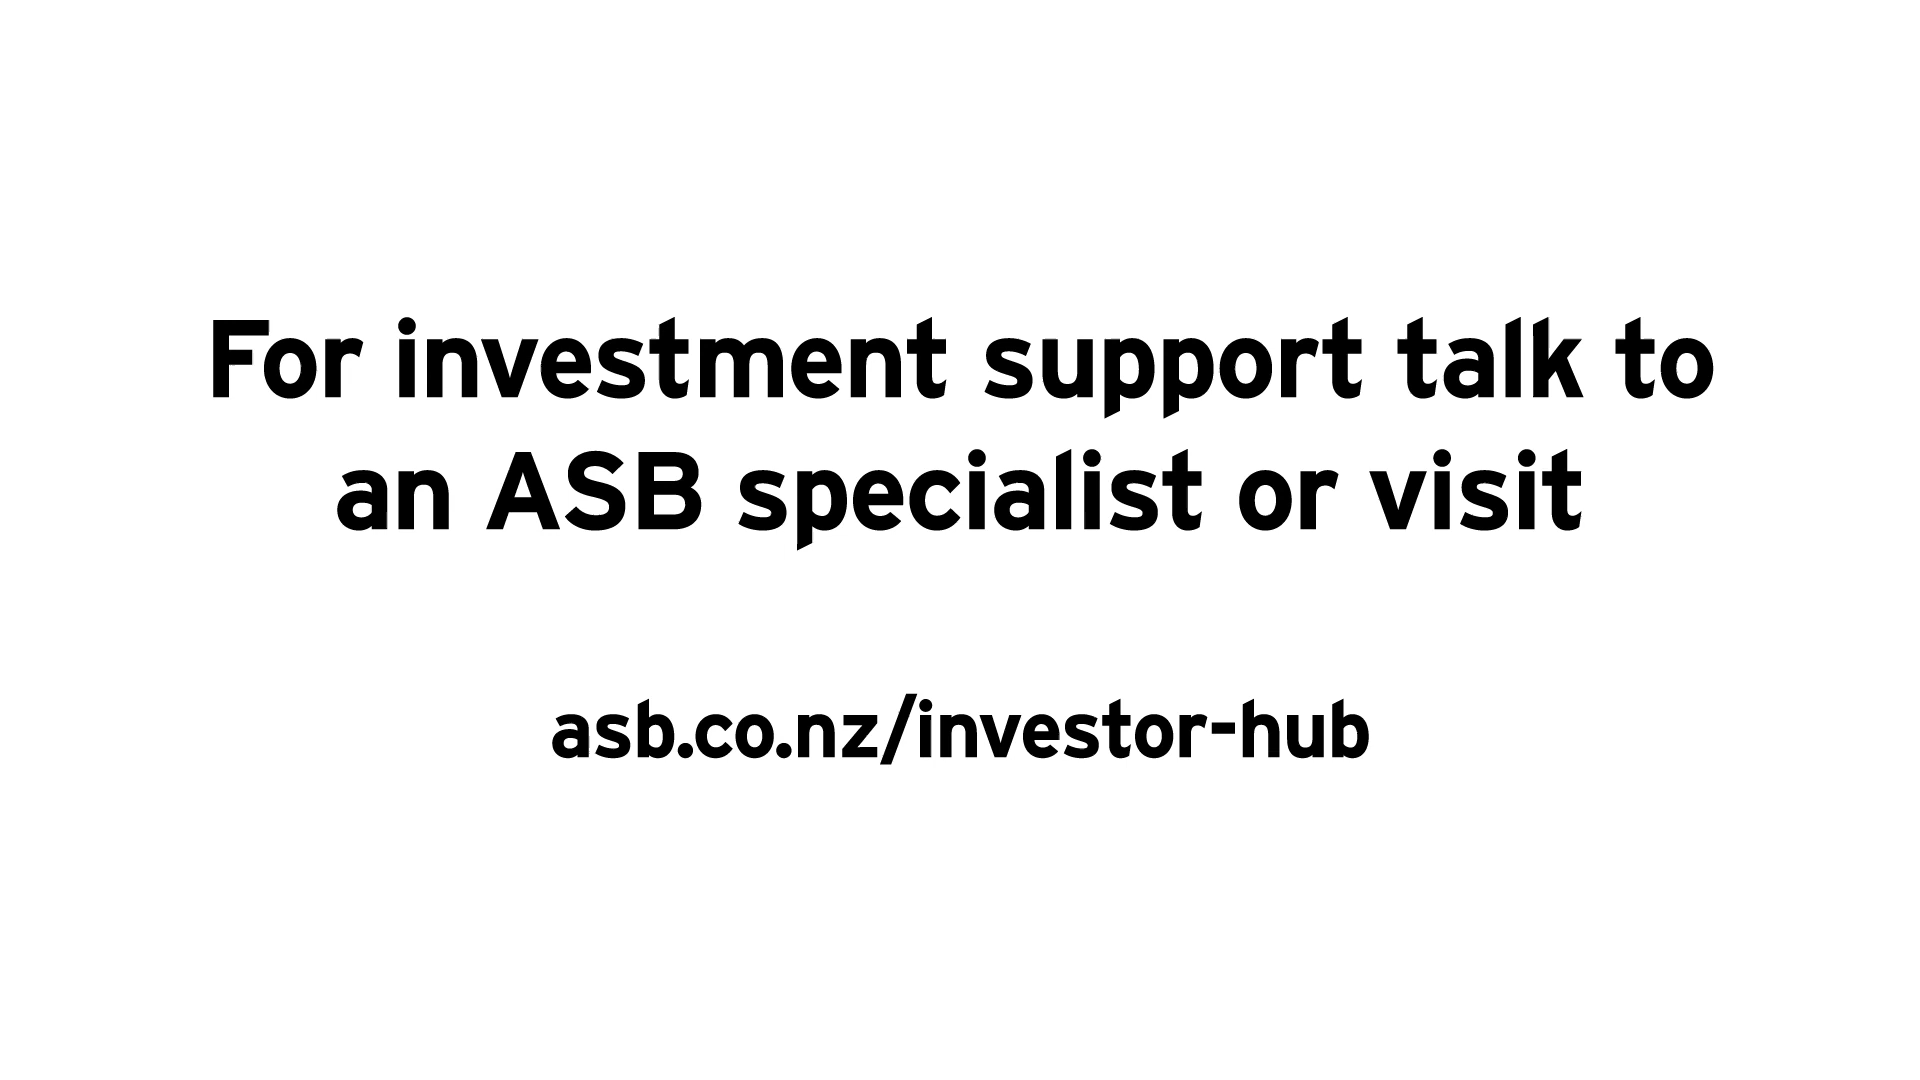 For investment support talk to
an ASB specialist or visit
asb.co.nz/investor-hub